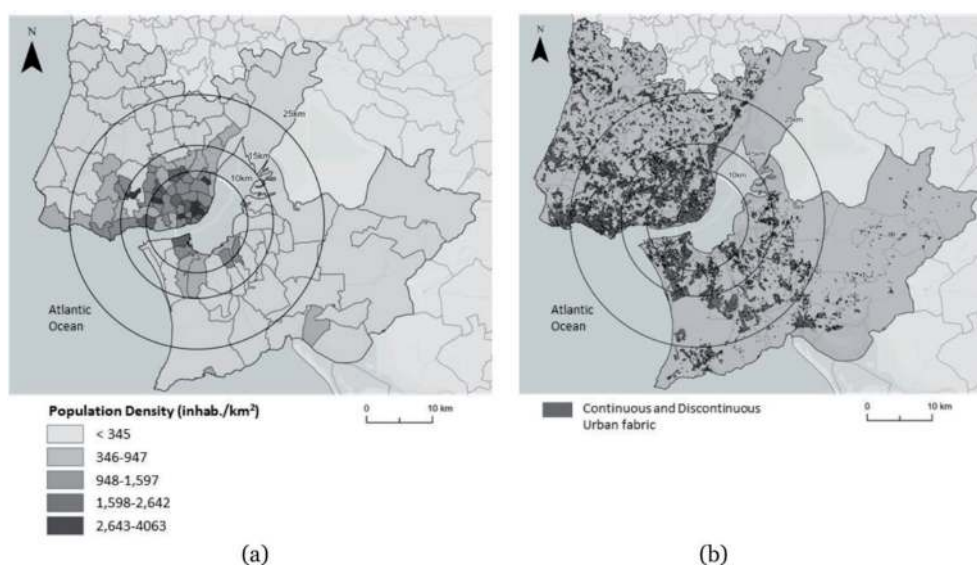 N
25km
15km
10km
Atlantic
Ocean
Population Density (inhab./km²)
< 345
346-947
948-1,597
1,598-2,642
2,643-4063
0 10 km
(a)
N
25km
10km
Atlantic
Ocean
Continuous and Discontinuous
Urban fabric
0 10 km
(b)